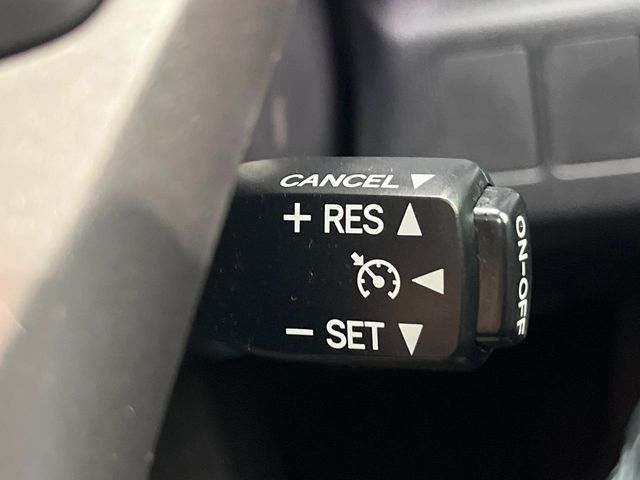 CANCEL ▼
+ RES ▲
◀
- SET ▼
ON-OFF